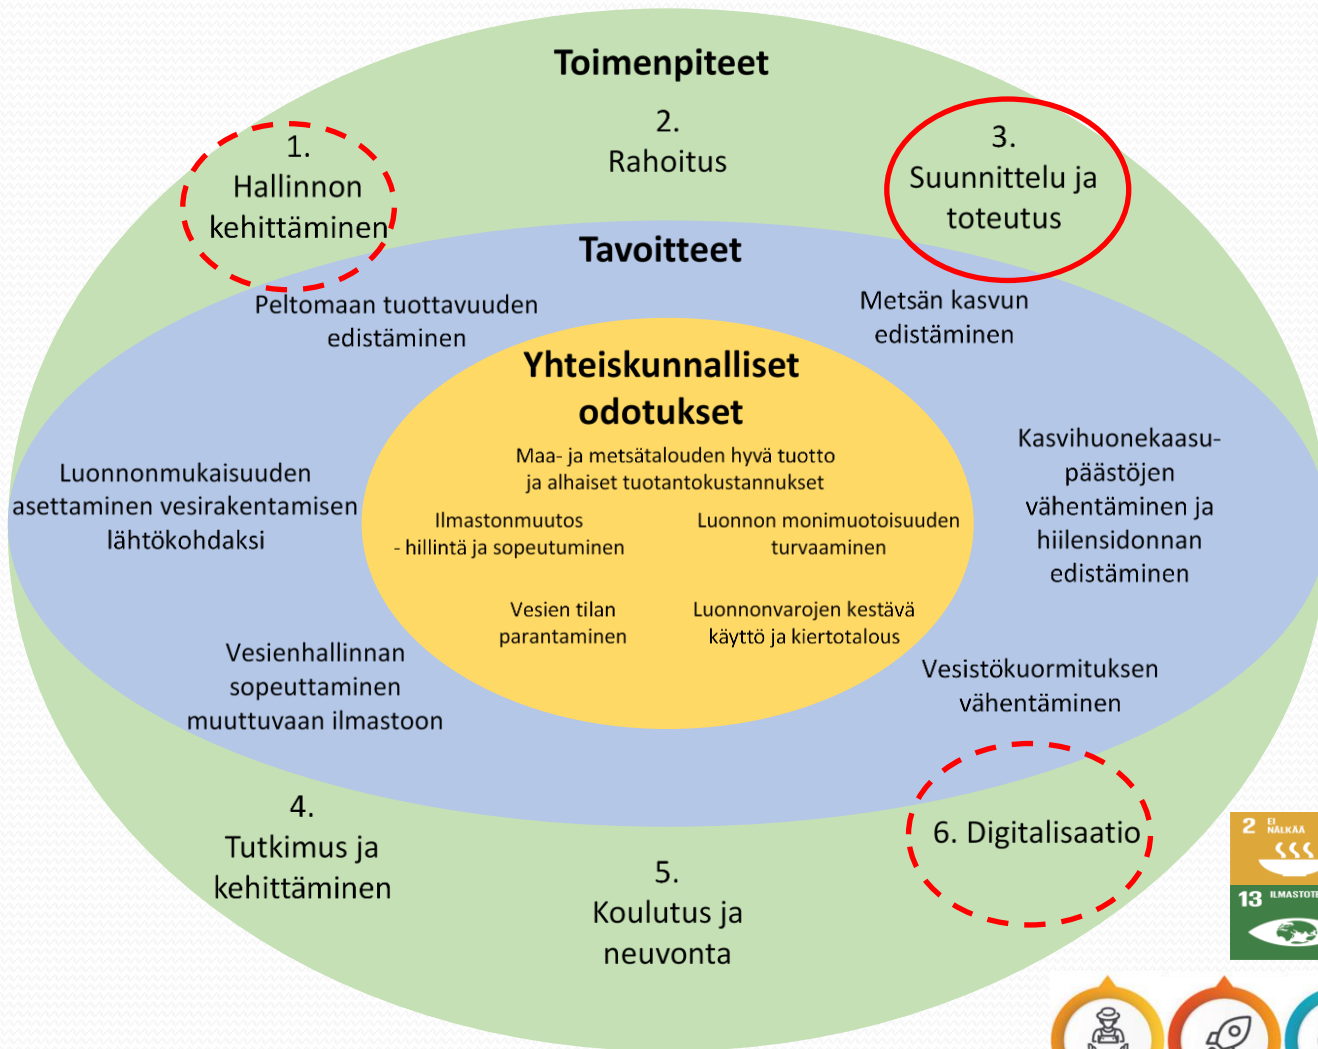 Toimenpiteet
1.
Hallinnon
kehittäminen
2.
Rahoitus
3.
Suunnittelu ja
toteutus
Tavoitteet
Peltomaan tuottavuuden
edistäminen
Metsän kasvun
edistäminen
Luonnonmukaisuuden
asettaminen vesirakentamisen
lähtökohdaksi
Kasvihuonekaasu-
päästöjen
vähentäminen ja
hiilensidonnan
edistäminen
Vesienhallinnan
sopeuttaminen
muuttuvaan ilmastoon
Vesistökuormituksen
vähentäminen
Yhteiskunnalliset
odotukset
Maa- ja metsätalouden hyvä tuotto
ja alhaiset tuotantokustannukset
Ilmastonmuutos
- hillintä ja sopeutuminen
Luonnon monimuotoisuuden
turvaaminen
Vesien tilan
parantaminen
Luonnonvarojen kestävä
käyttö ja kiertotalous
4.
Tutkimus ja
kehittäminen
5.
Koulutus ja
neuvonta
6. Digitalisaatio
2 EI
NÄLKÄÄ
13